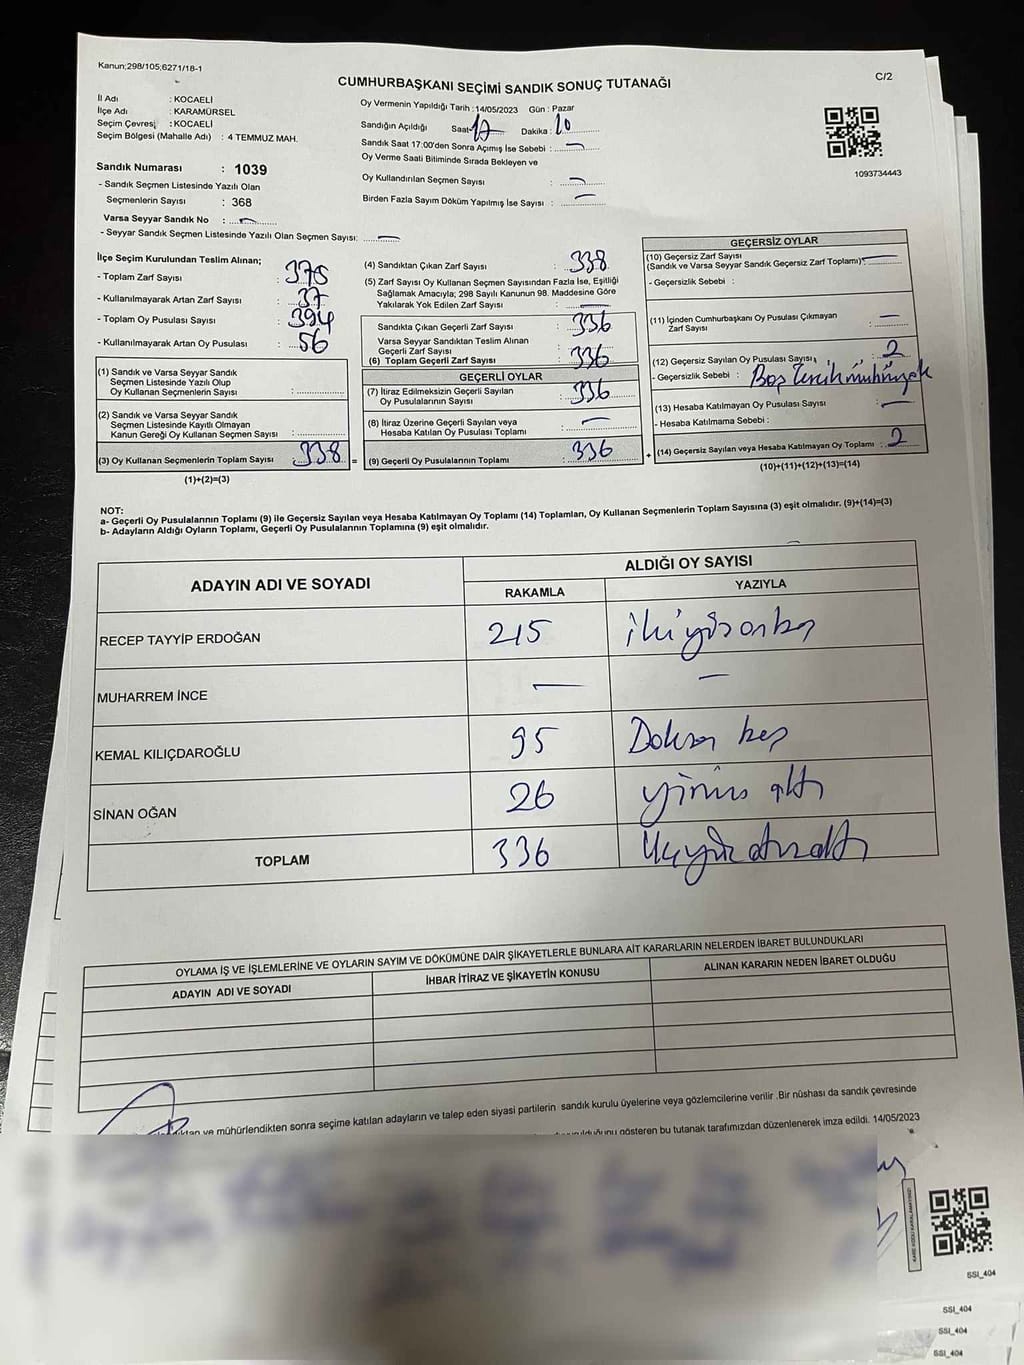 Kanun;298/105;6271/18-1
CUMHURBAŞKANI SEÇİMİ SANDIK SONUÇ TUTANAĞI
C/2
İl Adı : KOCAELİ
İlçe Adı : KARAMÜRSEL
Seçim Çevresi : KOCAELİ
Seçim Bölgesi (Mahalle Adı) : 4 TEMMUZ MAH.
Sandık Numarası : 1039
- Sandık Seçmen Listesinde Yazılı Olan
Seçmenlerin Sayısı : 368
Varsa Seyyar Sandık No : —
- Seyyar Sandık Seçmen Listesinde Yazılı Olan Seçmen Sayısı: —
Oy Vermenin Yapıldığı Tarih : 14/05/2023 Gün : Pazar
Sandığın Açıldığı Saat: 17 Dakika : 10
Sandık Saat 17:00'den Sonra Açımış İse Sebebi : —
Oy Verme Saati Bitiminde Sırada Bekleyen ve
Oy Kullandırılan Seçmen Sayısı : —
Birden Fazla Sayım Döküm Yapılmış İse Sayısı : —
1093734443
İlçe Seçim Kurulundan Teslim Alınan;
- Toplam Zarf Sayısı : 375
- Kullanılmayarak Artan Zarf Sayısı : 37
- Toplam Oy Pusulası Sayısı : 394
- Kullanılmayarak Artan Oy Pusulası : 56
(1) Sandık ve Varsa Seyyar Sandık
Seçmen Listesinde Yazılı Olup
Oy Kullanan Seçmenlerin Sayısı :
(2) Sandık ve Varsa Seyyar Sandık
Seçmen Listesinde Kayıtlı Olmayan
Kanun Gereği Oy Kullanan Seçmen Sayısı :
(3) Oy Kullanan Seçmenlerin Toplam Sayısı 338 =
(1)+(2)=(3)
(4) Sandıktan Çıkan Zarf Sayısı : 338
(5) Zarf Sayısı Oy Kullanan Seçmen Sayısından Fazla İse, Eşitliği
Sağlamak Amacıyla; 298 Sayılı Kanunun 98. Maddesine Göre
Yakılarak Yok Edilen Zarf Sayısı : —
Sandıkta Çıkan Geçerli Zarf Sayısı : 336
Varsa Seyyar Sandıktan Teslim Alınan
Geçerli Zarf Sayısı :
(6) Toplam Geçerli Zarf Sayısı : 336
GEÇERLİ OYLAR
(7) İtiraz Edilmeksizin Geçerli Sayılan
Oy Pusulalarının Sayısı : 336
(8) İtiraz Üzerine Geçerli Sayılan veya
Hesaba Katılan Oy Pusulası Toplamı : —
(9) Geçerli Oy Pusulalarının Toplamı : 336 +
GEÇERSİZ OYLAR
(10) Geçersiz Zarf Sayısı
(Sandık ve Varsa Seyyar Sandık Geçersiz Zarf Toplamı): —
- Geçersizlik Sebebi :
(11) İçinden Cumhurbaşkanı Oy Pusulası Çıkmayan
Zarf Sayısı : —
(12) Geçersiz Sayılan Oy Pusulası Sayısı : 2
- Geçersizlik Sebebi : Boş Tercih mühürü yok
(13) Hesaba Katılmayan Oy Pusulası Sayısı : —
- Hesaba Katılmama Sebebi :
(14) Geçersiz Sayılan veya Hesaba Katılmayan Oy Toplamı : 2
(10)+(11)+(12)+(13)=(14)
NOT:
a- Geçerli Oy Pusulalarının Toplamı (9) ile Geçersiz Sayılan veya Hesaba Katılmayan Oy Toplamı (14) Toplamları, Oy Kullanan Seçmenlerin Toplam Sayısına (3) eşit olmalıdır. (9)+(14)=(3)
b- Adayların Aldığı Oyların Toplamı, Geçerli Oy Pusulalarının Toplamına (9) eşit olmalıdır.
ADAYIN ADI VE SOYADI
ALDIĞI OY SAYISI
RAKAMLA YAZIYLA
RECEP TAYYİP ERDOĞAN 215 ikiyüzonbeş
MUHARREM İNCE — —
KEMAL KILIÇDAROĞLU 95 Doksan beş
SİNAN OĞAN 26 yirmi altı
TOPLAM 336 Üçyüz otuzaltı
OYLAMA İŞ VE İŞLEMLERİNE VE OYLARIN SAYIM VE DÖKÜMÜNE DAİR ŞİKAYETLERLE BUNLARA AİT KARARLARIN NELERDEN İBARET BULUNDUKLARI
ADAYIN ADI VE SOYADI İHBAR İTİRAZ VE ŞİKAYETİN KONUSU ALINAN KARARIN NEDEN İBARET OLDUĞU
ve mühürlendikten sonra seçime katılan adayların ve talep eden siyasi partilerin sandık kurulu üyelerine veya gözlemcilerine verilir .Bir nüshası da sandık çevresinde
gösteren bu tutanak tarafımızdan düzenlenerek imza edildi. 14/05/2023
SSI_404
SSI_404
SSI_404
SSI_404